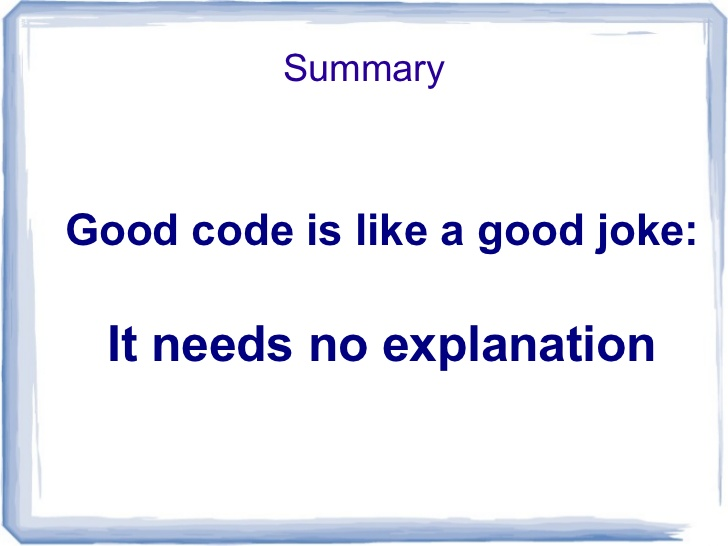 Summary
Good code is like a good joke:
It needs no explanation